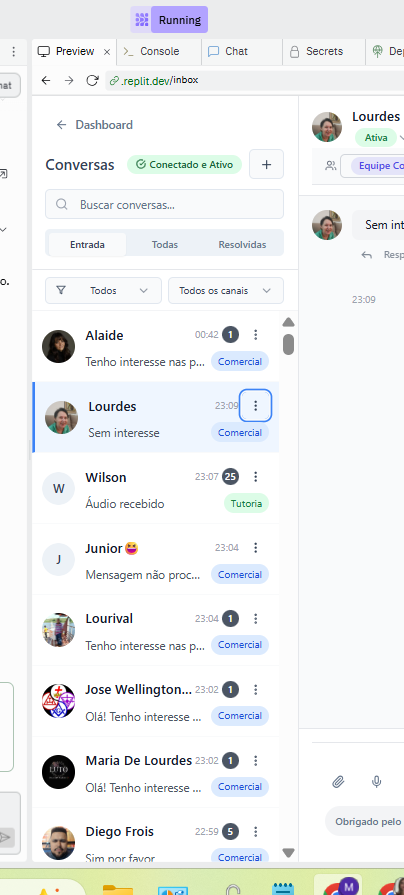 Running
Preview
Console
Chat
Secrets
.replit.dev/inbox
Dashboard
Conversas
Conectado e Ativo
Buscar conversas...
Entrada
Todas
Resolvidas
Todos
Todos os canais
Alaide
00:42
1
Tenho interesse nas p...
Comercial
Lourdes
23:09
Sem interesse
Comercial
Wilson
23:07
25
W
Áudio recebido
Tutoria
Junior😆
23:04
J
Mensagem não proc...
Comercial
Lourival
23:04
1
Tenho interesse nas p...
Comercial
Jose Wellington...
23:02
1
Olá! Tenho interesse ...
Comercial
Maria De Lourdes
23:02
1
LUTO
Olá! Tenho interesse ...
Comercial
Diego Frois
22:59
5
Sim por favor
Comercial
Lourdes
Ativa
Equipe Co
Sem int
Resp
23:09
Obrigado pelo
M